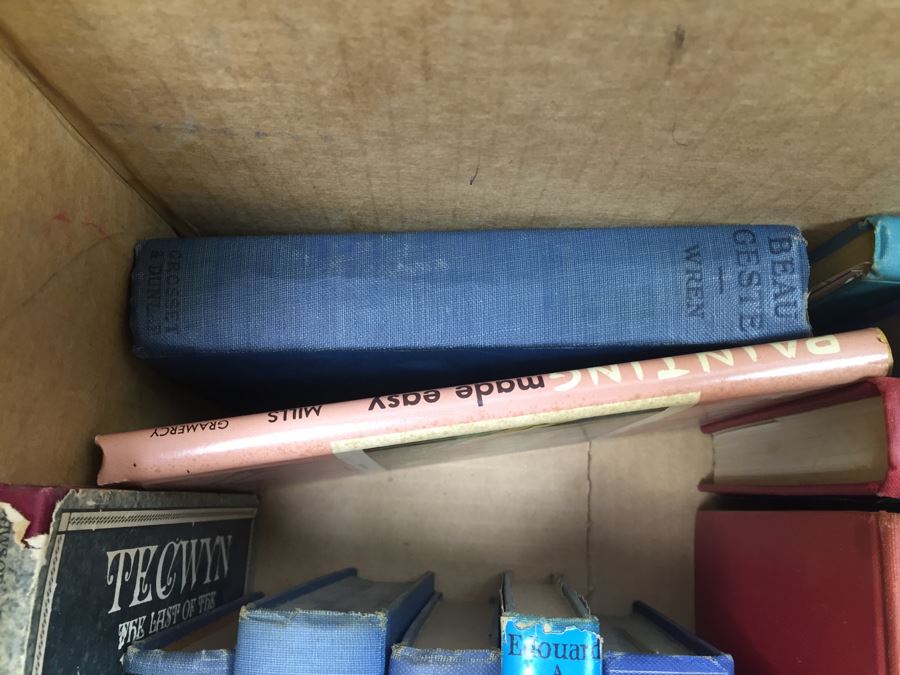 BEAU
GESTE
WREN
GROSSET
& DUNLAP
PAINTING made easy
MILLS
GRAMERCY
TECWYN
THE LAST OF THE
Edouard
A